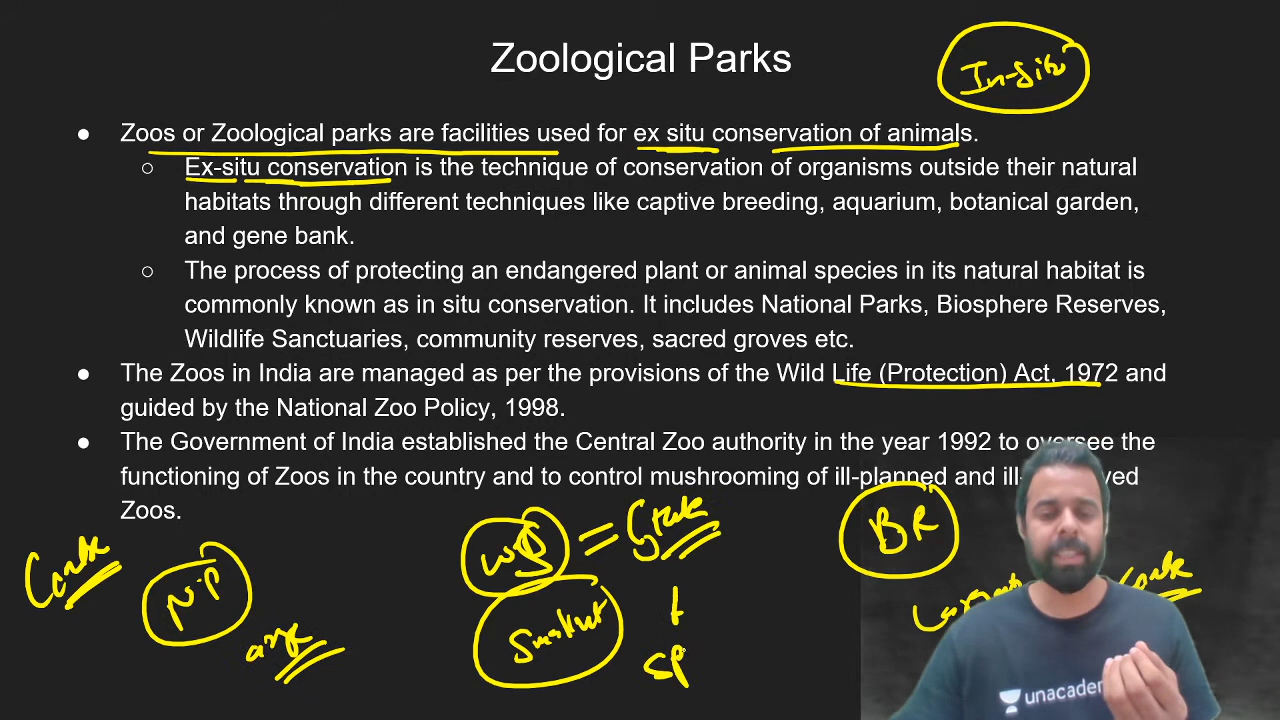 Zoological Parks
In-situ
● Zoos or Zoological parks are facilities used for ex situ conservation of animals.
○ Ex-situ conservation is the technique of conservation of organisms outside their natural
habitats through different techniques like captive breeding, aquarium, botanical garden,
and gene bank.
○ The process of protecting an endangered plant or animal species in its natural habitat is
commonly known as in situ conservation. It includes National Parks, Biosphere Reserves,
Wildlife Sanctuaries, community reserves, sacred groves etc.
● The Zoos in India are managed as per the provisions of the Wild Life (Protection) Act, 1972 and
guided by the National Zoo Policy, 1998.
● The Government of India established the Central Zoo authority in the year 1992 to oversee the
functioning of Zoos in the country and to control mushrooming of ill-planned and ill-
Zoos.
WS = State
BR
N.P
unacadem